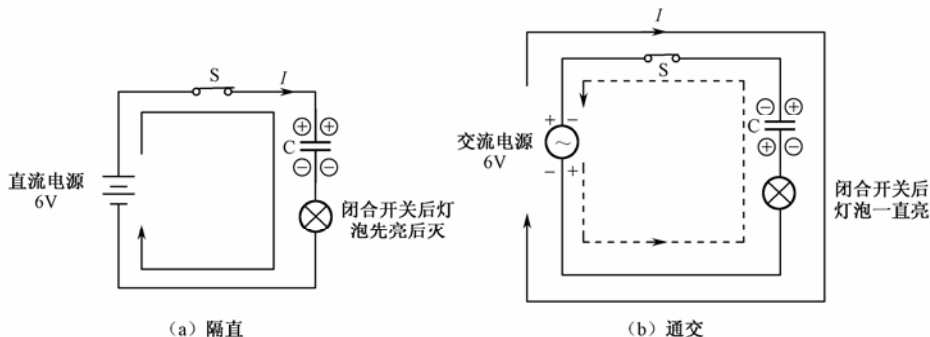 S
I
⊕ ⊕
C
⊖ ⊖
直流电源
6V
闭合开关后灯
泡先亮后灭
(a) 隔直
I
S
+ −
交流电源
6V
∼
− +
⊖ ⊕
C
⊕ ⊖
闭合开关后
灯泡一直亮
(b) 通交